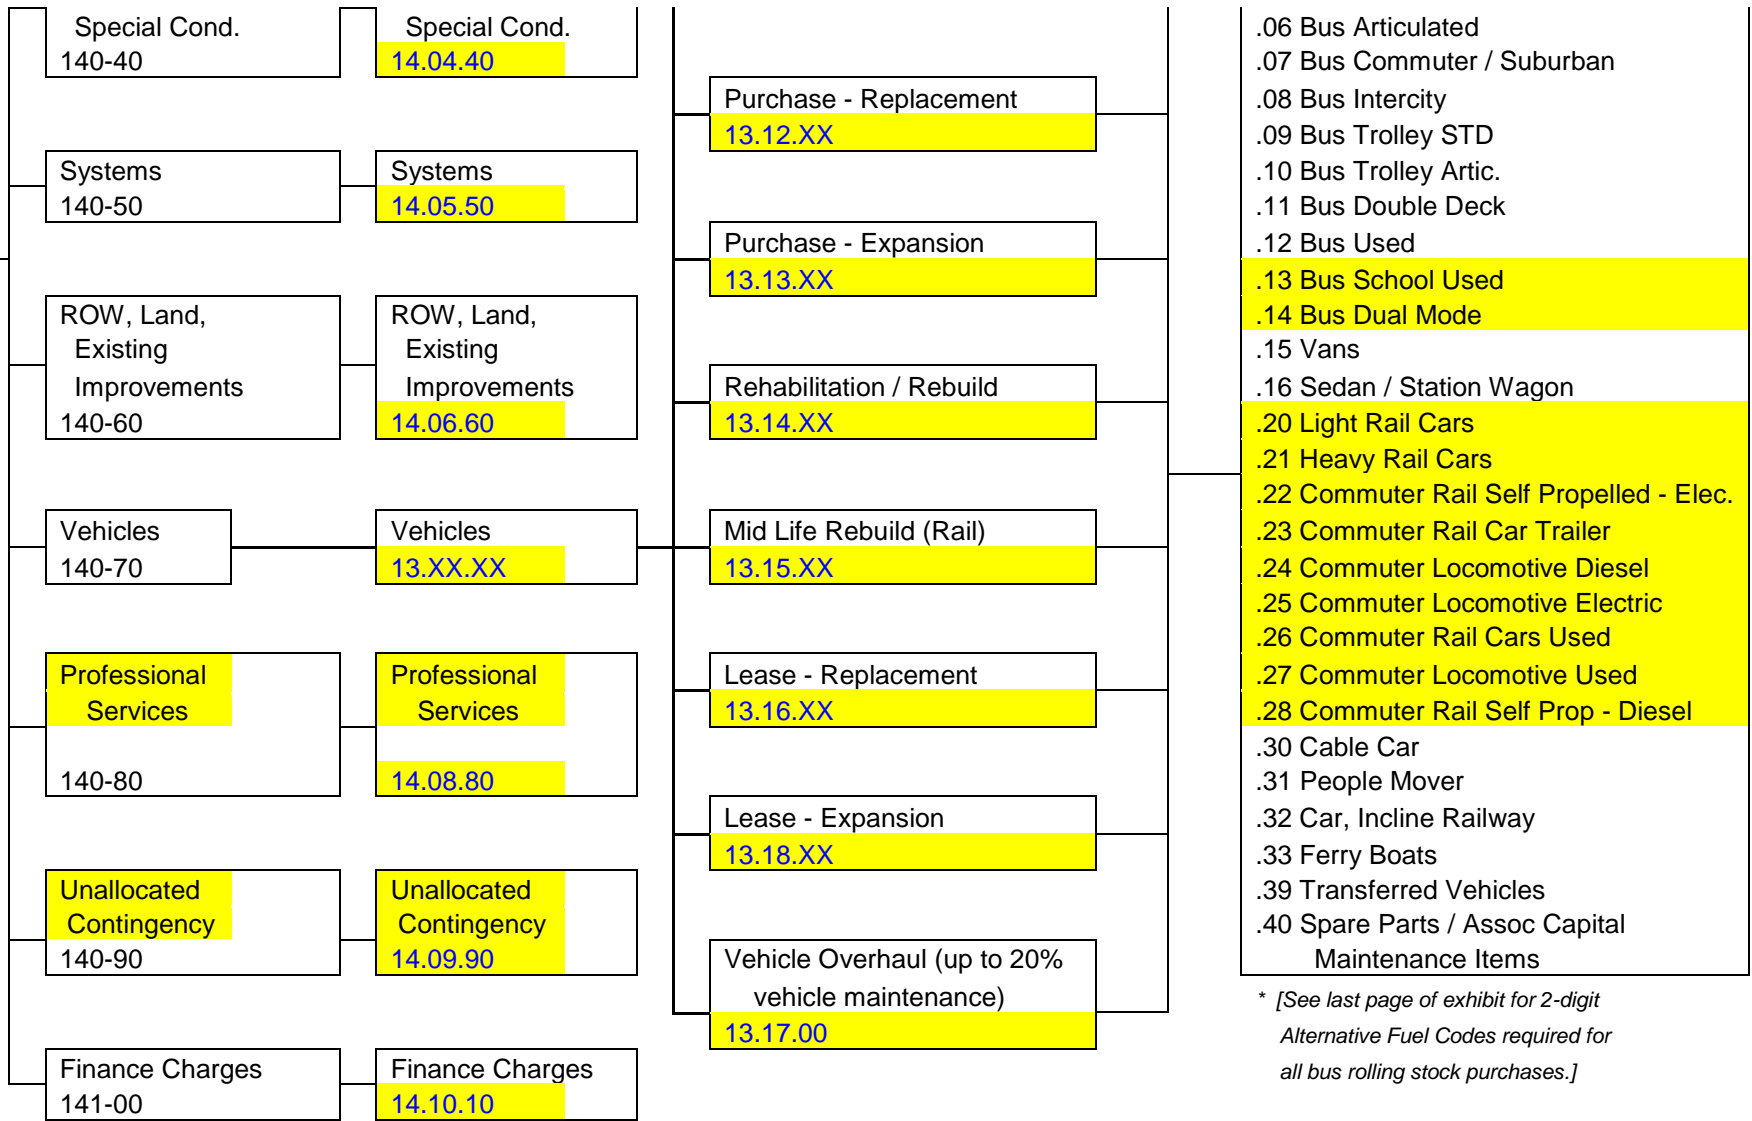 Special Cond.
140-40
Systems
140-50
ROW, Land,
Existing
Improvements
140-60
Vehicles
140-70
Professional
Services
140-80
Unallocated
Contingency
140-90
Finance Charges
141-00
Special Cond.
14.04.40
Systems
14.05.50
ROW, Land,
Existing
Improvements
14.06.60
Vehicles
13.XX.XX
Professional
Services
14.08.80
Unallocated
Contingency
14.09.90
Finance Charges
14.10.10
Purchase - Replacement
13.12.XX
Purchase - Expansion
13.13.XX
Rehabilitation / Rebuild
13.14.XX
Mid Life Rebuild (Rail)
13.15.XX
Lease - Replacement
13.16.XX
Lease - Expansion
13.18.XX
Vehicle Overhaul (up to 20%
vehicle maintenance)
13.17.00
.06 Bus Articulated
.07 Bus Commuter / Suburban
.08 Bus Intercity
.09 Bus Trolley STD
.10 Bus Trolley Artic.
.11 Bus Double Deck
.12 Bus Used
.13 Bus School Used
.14 Bus Dual Mode
.15 Vans
.16 Sedan / Station Wagon
.20 Light Rail Cars
.21 Heavy Rail Cars
.22 Commuter Rail Self Propelled - Elec.
.23 Commuter Rail Car Trailer
.24 Commuter Locomotive Diesel
.25 Commuter Locomotive Electric
.26 Commuter Rail Cars Used
.27 Commuter Locomotive Used
.28 Commuter Rail Self Prop - Diesel
.30 Cable Car
.31 People Mover
.32 Car, Incline Railway
.33 Ferry Boats
.39 Transferred Vehicles
.40 Spare Parts / Assoc Capital
Maintenance Items
* [See last page of exhibit for 2-digit
Alternative Fuel Codes required for
all bus rolling stock purchases.]